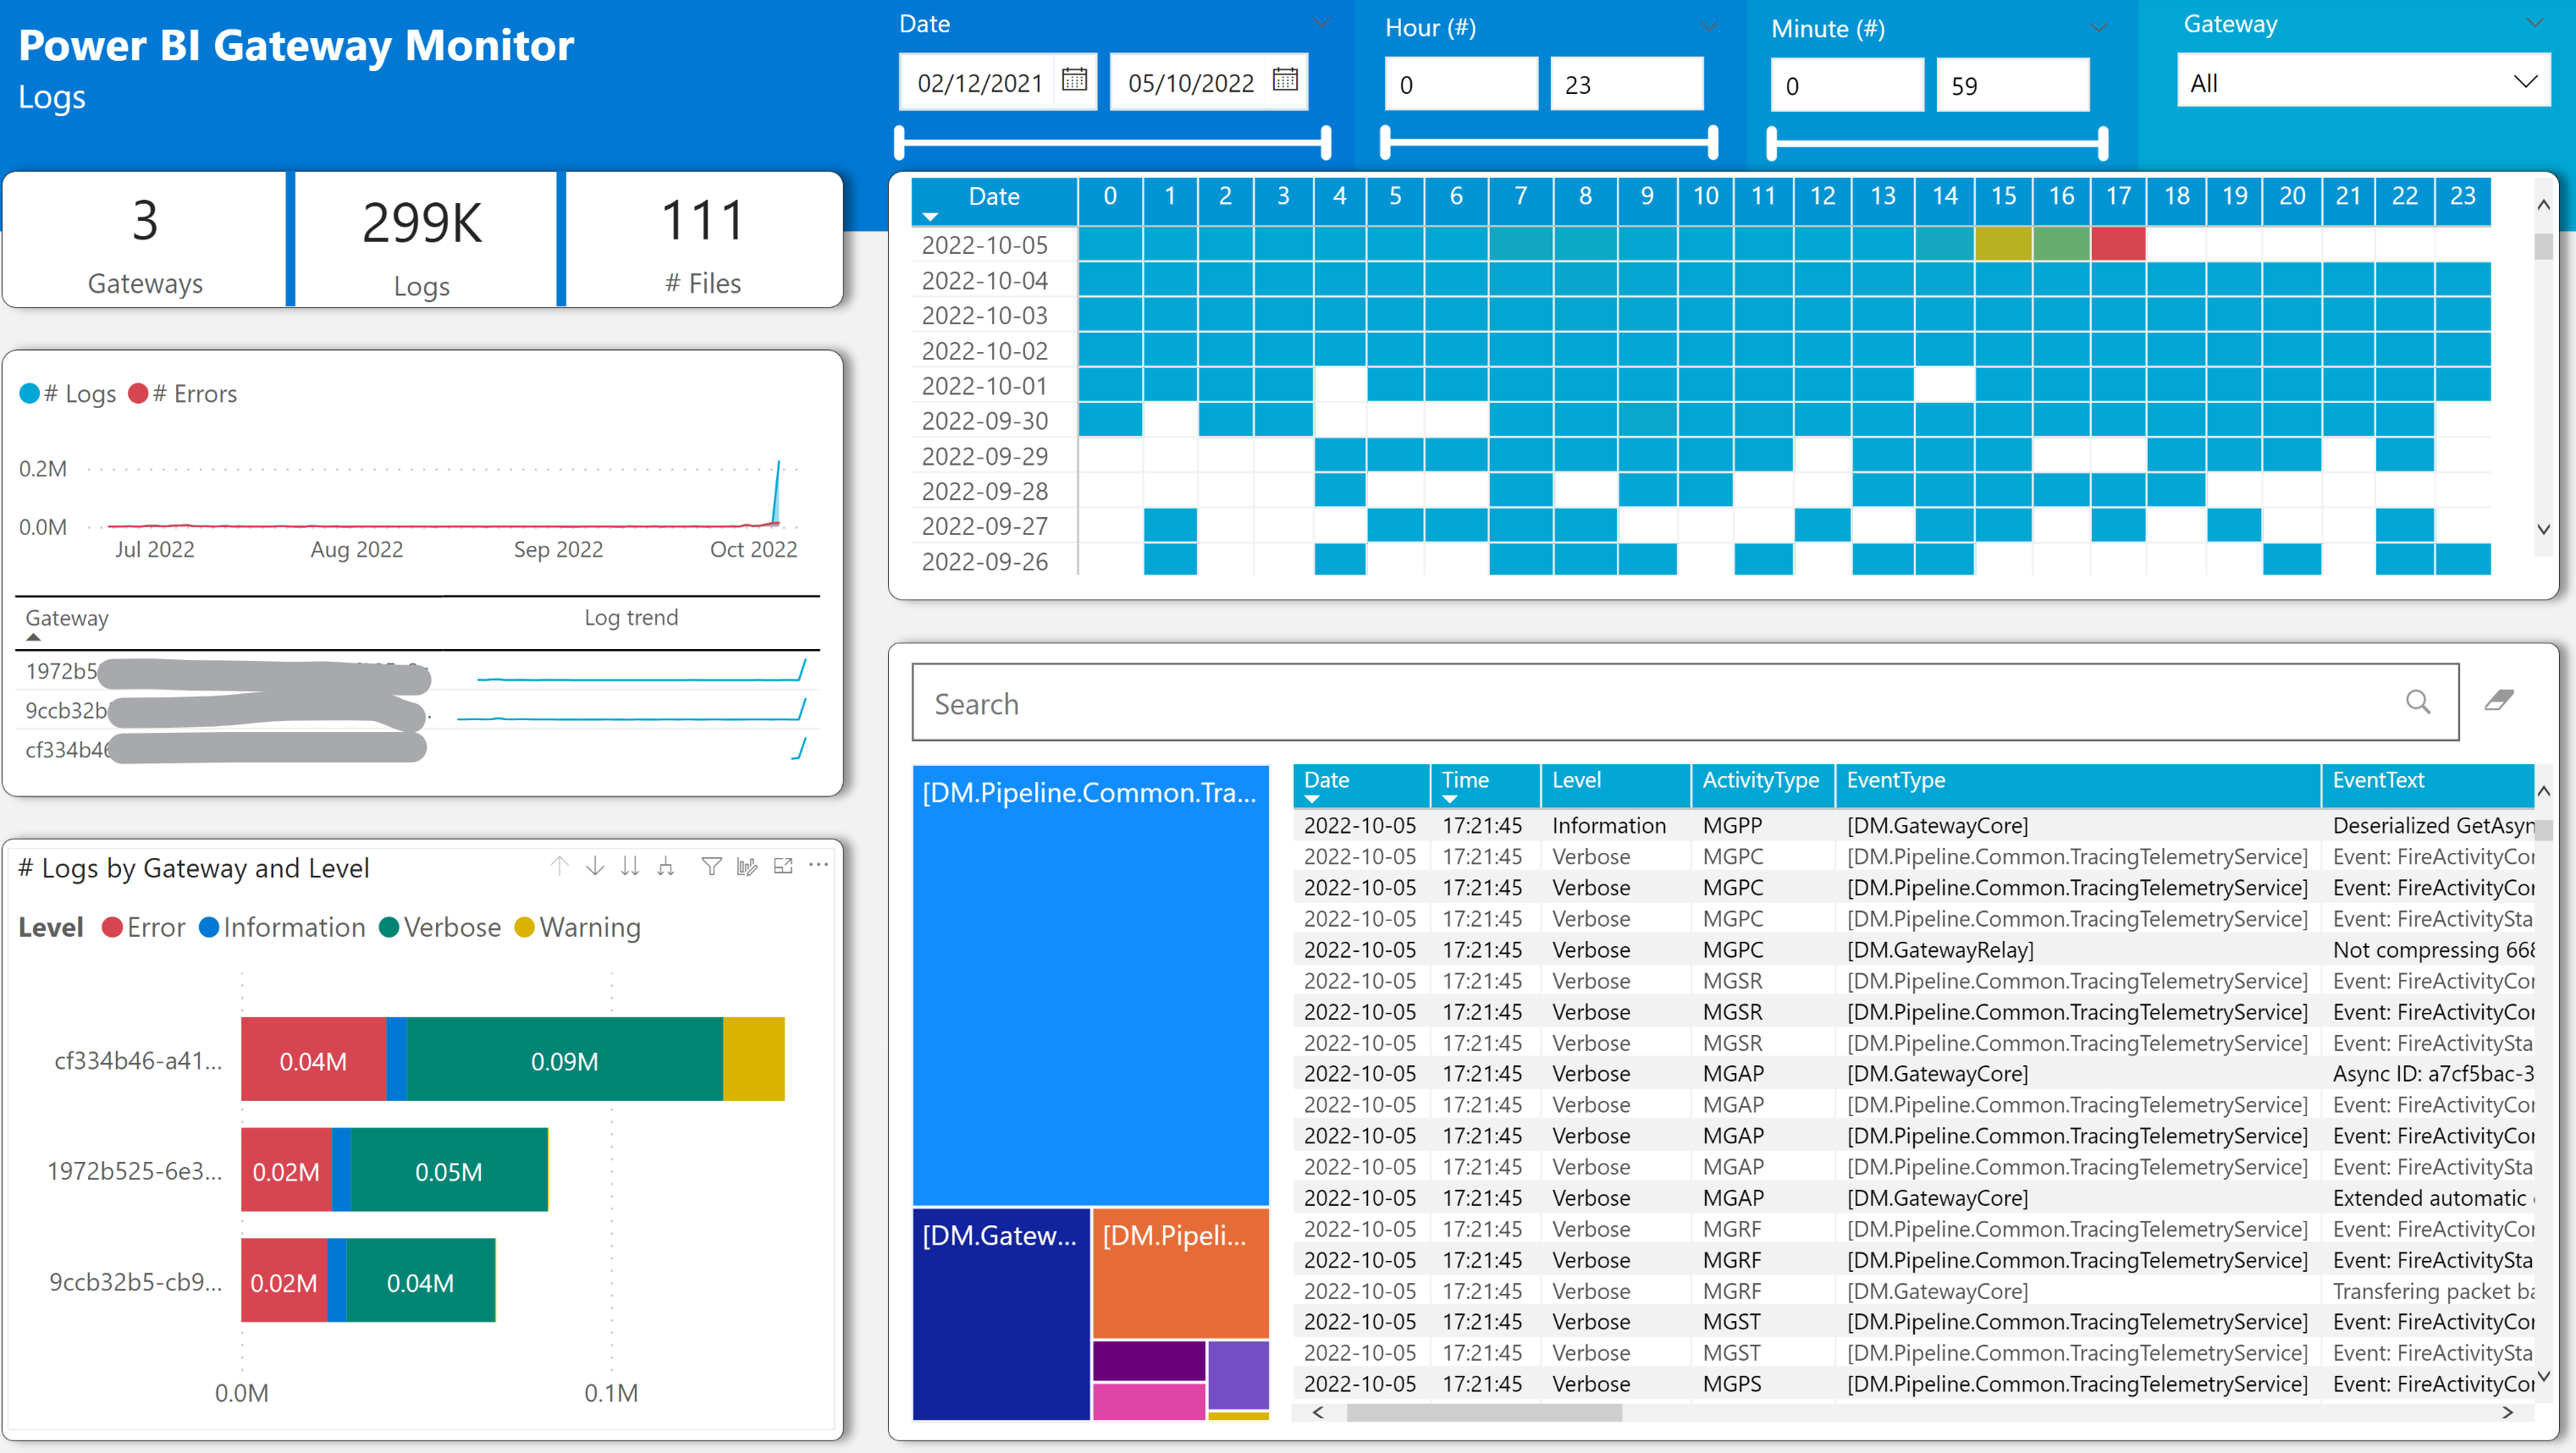 Power BI Gateway Monitor
Logs
Date
02/12/2021 05/10/2022
Hour (#)
0 23
Minute (#)
0 59
Gateway
All
3
Gateways
299K
Logs
111
# Files
# Logs # Errors
0.2M
0.0M
Jul 2022 Aug 2022 Sep 2022 Oct 2022
Gateway Log trend
1972b5
9ccb32b
cf334b46
# Logs by Gateway and Level
Level Error Information Verbose Warning
cf334b46-a41... 0.04M 0.09M
1972b525-6e3... 0.02M 0.05M
9ccb32b5-cb9... 0.02M 0.04M
0.0M 0.1M
Date 0 1 2 3 4 5 6 7 8 9 10 11 12 13 14 15 16 17 18 19 20 21 22 23
2022-10-05
2022-10-04
2022-10-03
2022-10-02
2022-10-01
2022-09-30
2022-09-29
2022-09-28
2022-09-27
2022-09-26
Search
[DM.Pipeline.Common.Tra...
[DM.Gatew...
[DM.Pipeli...
Date Time Level ActivityType EventType EventText
2022-10-05 17:21:45 Information MGPP [DM.GatewayCore] Deserialized GetAsyn
2022-10-05 17:21:45 Verbose MGPC [DM.Pipeline.Common.TracingTelemetryService] Event: FireActivityCor
2022-10-05 17:21:45 Verbose MGPC [DM.Pipeline.Common.TracingTelemetryService] Event: FireActivityCor
2022-10-05 17:21:45 Verbose MGPC [DM.Pipeline.Common.TracingTelemetryService] Event: FireActivitySta
2022-10-05 17:21:45 Verbose MGPC [DM.GatewayRelay] Not compressing 668
2022-10-05 17:21:45 Verbose MGSR [DM.Pipeline.Common.TracingTelemetryService] Event: FireActivityCor
2022-10-05 17:21:45 Verbose MGSR [DM.Pipeline.Common.TracingTelemetryService] Event: FireActivityCor
2022-10-05 17:21:45 Verbose MGSR [DM.Pipeline.Common.TracingTelemetryService] Event: FireActivitySta
2022-10-05 17:21:45 Verbose MGAP [DM.GatewayCore] Async ID: a7cf5bac-3
2022-10-05 17:21:45 Verbose MGAP [DM.Pipeline.Common.TracingTelemetryService] Event: FireActivityCor
2022-10-05 17:21:45 Verbose MGAP [DM.Pipeline.Common.TracingTelemetryService] Event: FireActivityCor
2022-10-05 17:21:45 Verbose MGAP [DM.Pipeline.Common.TracingTelemetryService] Event: FireActivitySta
2022-10-05 17:21:45 Verbose MGAP [DM.GatewayCore] Extended automatic
2022-10-05 17:21:45 Verbose MGRF [DM.Pipeline.Common.TracingTelemetryService] Event: FireActivityCor
2022-10-05 17:21:45 Verbose MGRF [DM.Pipeline.Common.TracingTelemetryService] Event: FireActivitySta
2022-10-05 17:21:45 Verbose MGRF [DM.GatewayCore] Transfering packet ba
2022-10-05 17:21:45 Verbose MGST [DM.Pipeline.Common.TracingTelemetryService] Event: FireActivityCor
2022-10-05 17:21:45 Verbose MGST [DM.Pipeline.Common.TracingTelemetryService] Event: FireActivitySta
2022-10-05 17:21:45 Verbose MGPS [DM.Pipeline.Common.TracingTelemetryService] Event: FireActivityCor